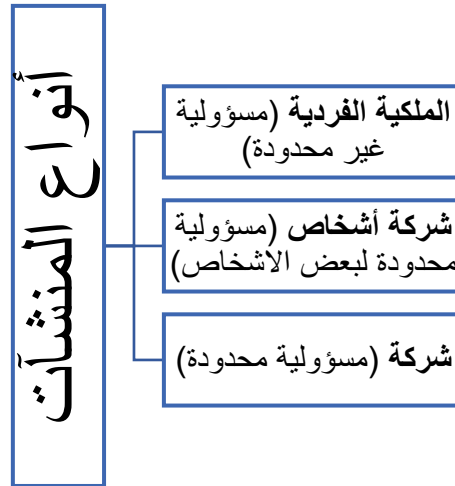 أنواع المنشآت
الملكية الفردية (مسؤولية
غير محدودة)
شركة أشخاص (مسؤولية
محدودة لبعض الاشخاص)
شركة (مسؤولية محدودة)